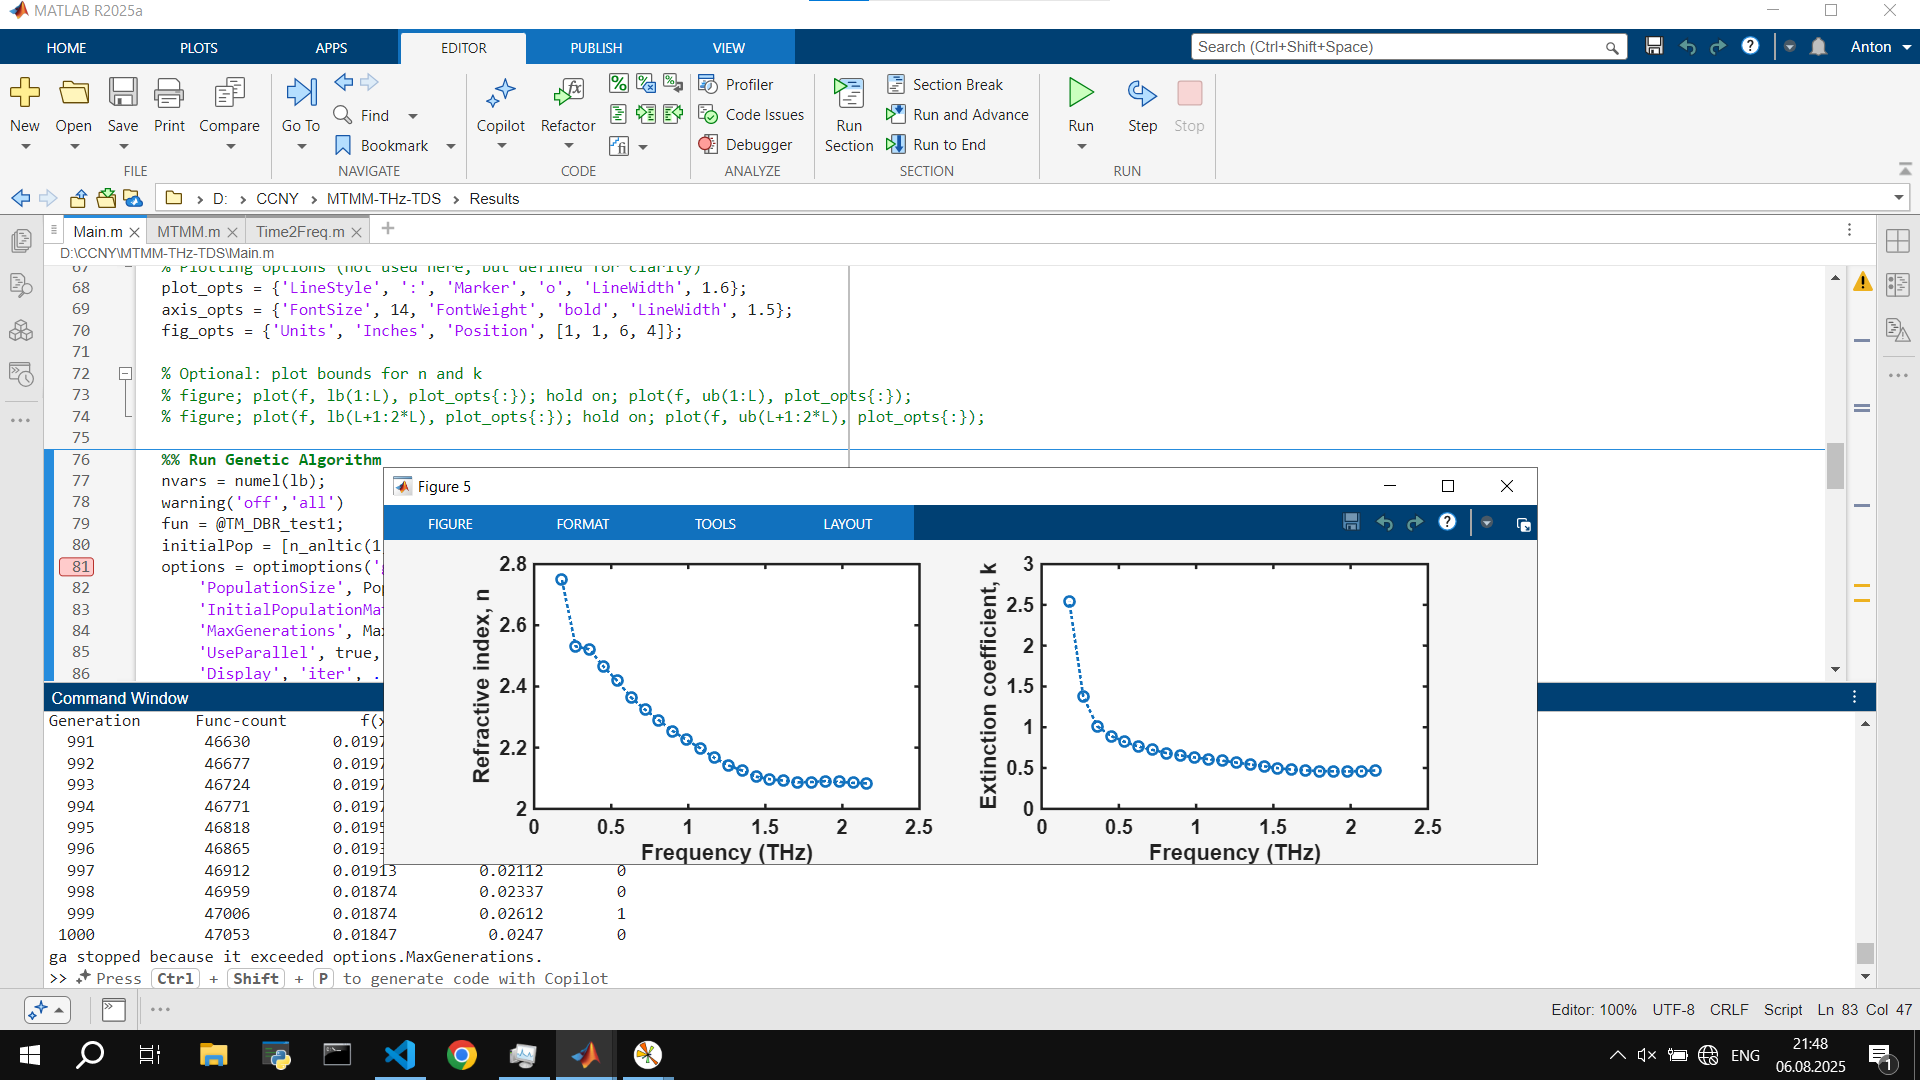 MATLAB R2025a
HOME PLOTS APPS EDITOR PUBLISH VIEW Search (Ctrl+Shift+Space) Anton
New Open Save Print Compare Go To Find Bookmark Copilot Refactor Profiler Code Issues Debugger Run Section Section Break Run and Advance Run to End Run Step Stop
FILE NAVIGATE CODE ANALYZE SECTION RUN
D: CCNY MTMM-THz-TDS Results
Main.m MTMM.m Time2Freq.m
D:\CCNY\MTMM-THz-TDS\Main.m
67 % Plotting options (not used here, but defined for clarity)
68 plot_opts = {'LineStyle', ':', 'Marker', 'o', 'LineWidth', 1.6};
69 axis_opts = {'FontSize', 14, 'FontWeight', 'bold', 'LineWidth', 1.5};
70 fig_opts = {'Units', 'Inches', 'Position', [1, 1, 6, 4]};
71
72 % Optional: plot bounds for n and k
73 % figure; plot(f, lb(1:L), plot_opts{:}); hold on; plot(f, ub(1:L), plot_opts{:});
74 % figure; plot(f, lb(L+1:2*L), plot_opts{:}); hold on; plot(f, ub(L+1:2*L), plot_opts{:});
75
76 %% Run Genetic Algorithm
77 nvars = numel(lb);
78 warning('off','all')
79 fun = @TM_DBR_test1;
80 initialPop = [n_anltic(1
81 options = optimoptions('
82 'PopulationSize', Po
83 'InitialPopulationMa
84 'MaxGenerations', Ma
85 'UseParallel', true,
86 'Display', 'iter', .
Figure 5
FIGURE FORMAT TOOLS LAYOUT
Refractive index, n
2.8
2.6
2.4
2.2
2
0 0.5 1 1.5 2 2.5
Frequency (THz)
Extinction coefficient, k
3
2.5
2
1.5
1
0.5
0
0 0.5 1 1.5 2 2.5
Frequency (THz)
Command Window
Generation Func-count f(x
991 46630 0.0197
992 46677 0.0197
993 46724 0.0197
994 46771 0.0197
995 46818 0.0195
996 46865 0.0193
997 46912 0.01913 0.02112 0
998 46959 0.01874 0.02337 0
999 47006 0.01874 0.02612 1
1000 47053 0.01847 0.0247 0
ga stopped because it exceeded options.MaxGenerations.
>> Press Ctrl + Shift + P to generate code with Copilot
Editor: 100% UTF-8 CRLF Script Ln 83 Col 47
ENG 21:48
06.08.2025
1